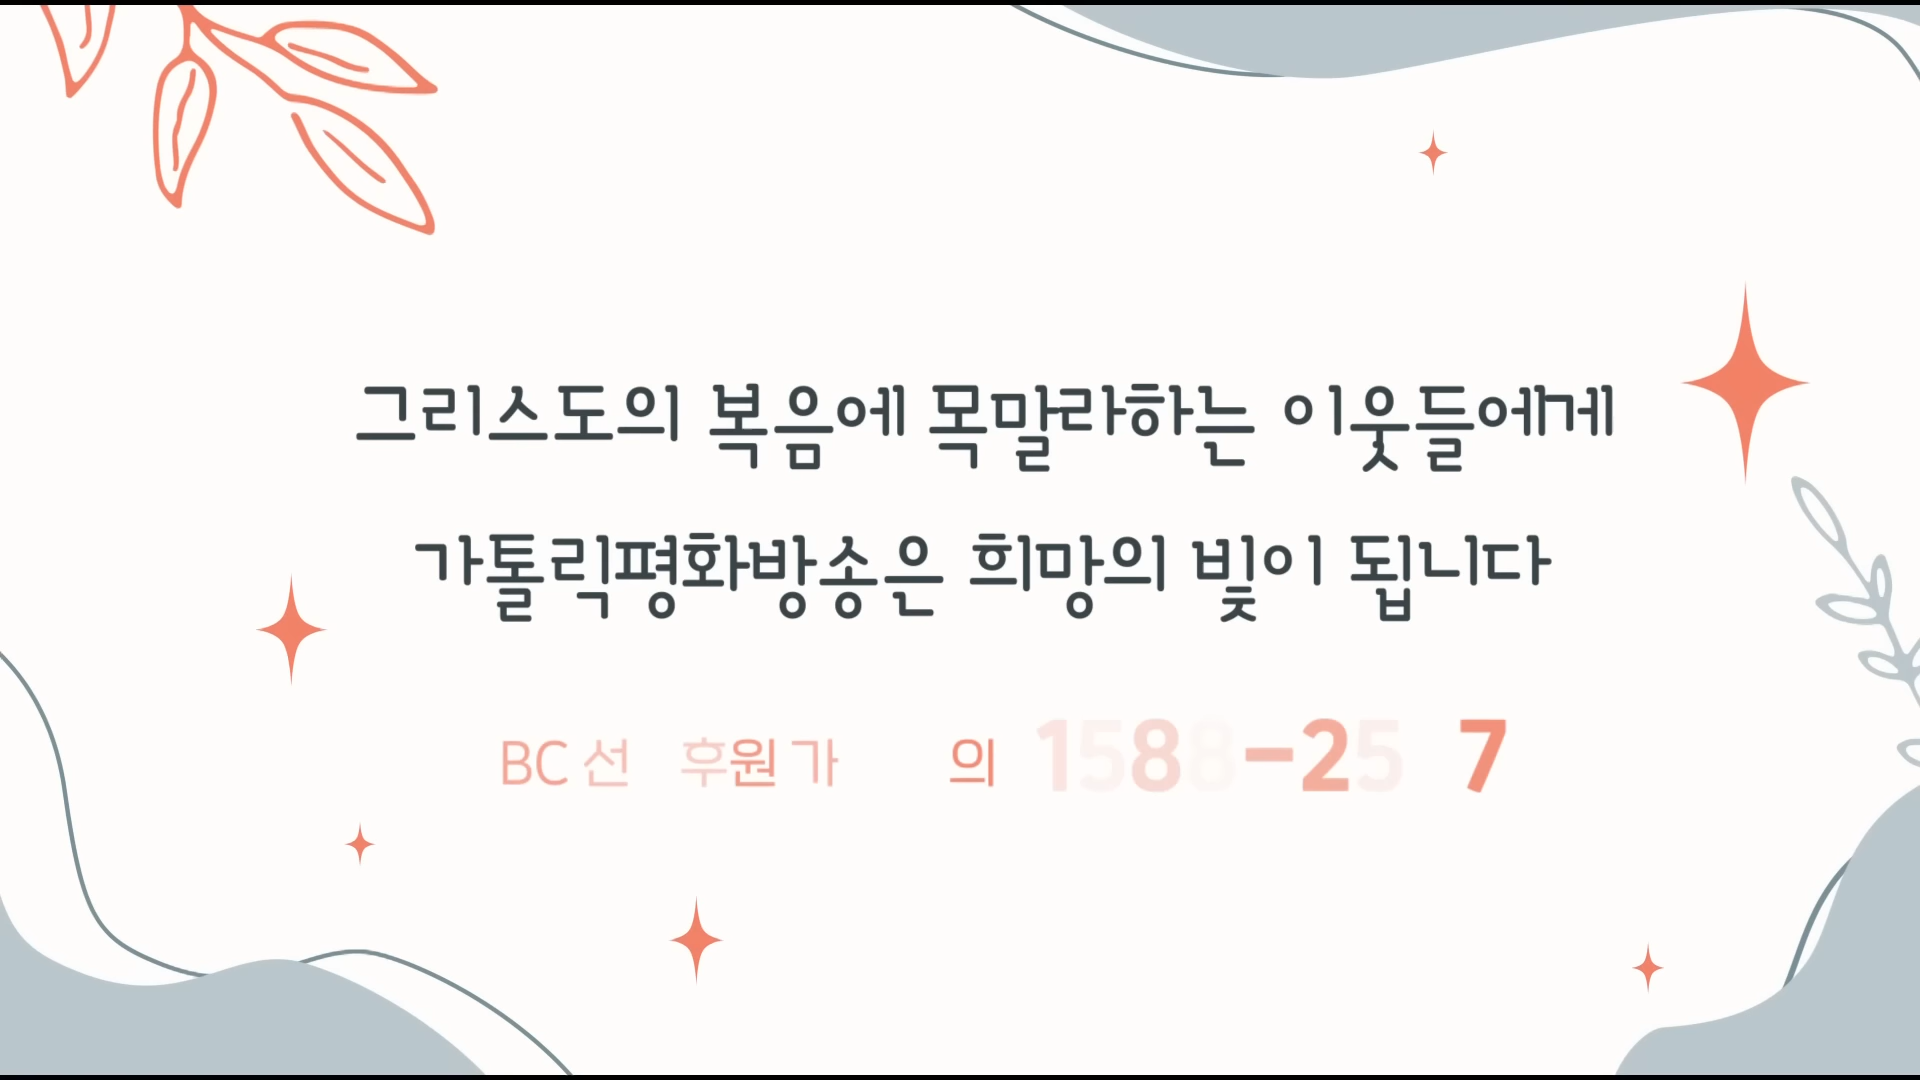 그리스도의 복음에 목말라하는 이웃들에게
가톨릭평화방송은 희망의 빛이 됩니다
BC 선 후원 가 의 1588-25 7